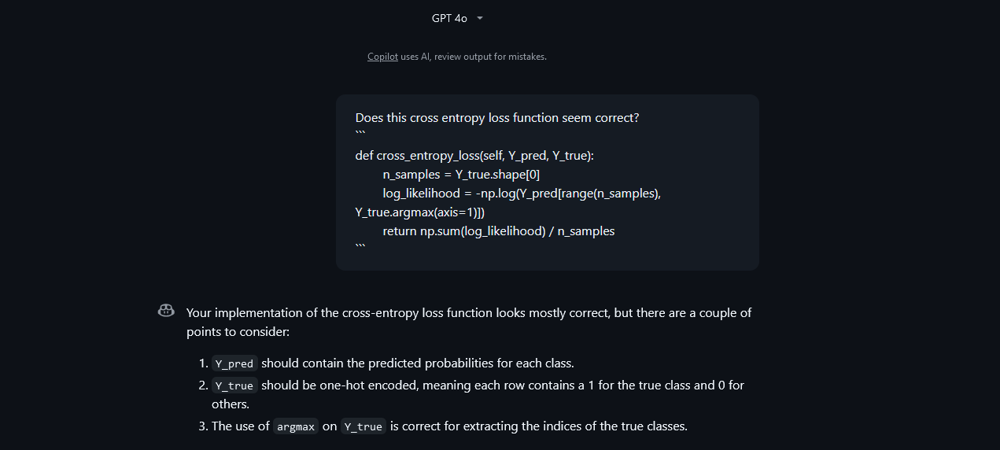 GPT 4o
Copilot uses AI, review output for mistakes.
Does this cross entropy loss function seem correct?
```
def cross_entropy_loss(self, Y_pred, Y_true):
n_samples = Y_true.shape[0]
log_likelihood = -np.log(Y_pred[range(n_samples),
Y_true.argmax(axis=1)])
return np.sum(log_likelihood) / n_samples
```
Your implementation of the cross-entropy loss function looks mostly correct, but there are a couple of
points to consider:
1. Y_pred should contain the predicted probabilities for each class.
2. Y_true should be one-hot encoded, meaning each row contains a 1 for the true class and 0 for
others.
3. The use of argmax on Y_true is correct for extracting the indices of the true classes.